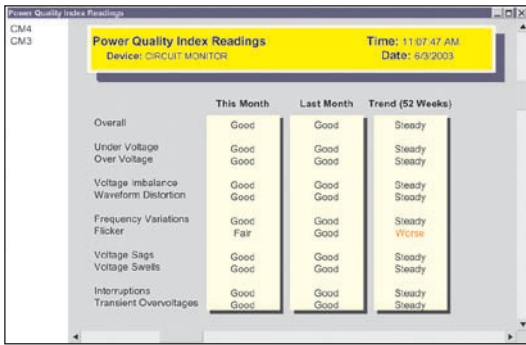 Power Quality Index Readings
CM4
CM3
Power Quality Index Readings Time: 11:07:47 AM
Device: CIRCUIT MONITOR Date: 6/3/2003
This Month Last Month Trend (52 Weeks)
Overall Good Good Steady
Under Voltage Good Good Steady
Over Voltage Good Good Steady
Voltage Imbalance Good Good Steady
Waveform Distortion Good Good Steady
Frequency Variations Good Good Steady
Flicker Fair Good Worse
Voltage Sags Good Good Steady
Voltage Swells Good Good Steady
Interruptions Good Good Steady
Transient Overvoltages Good Good Steady